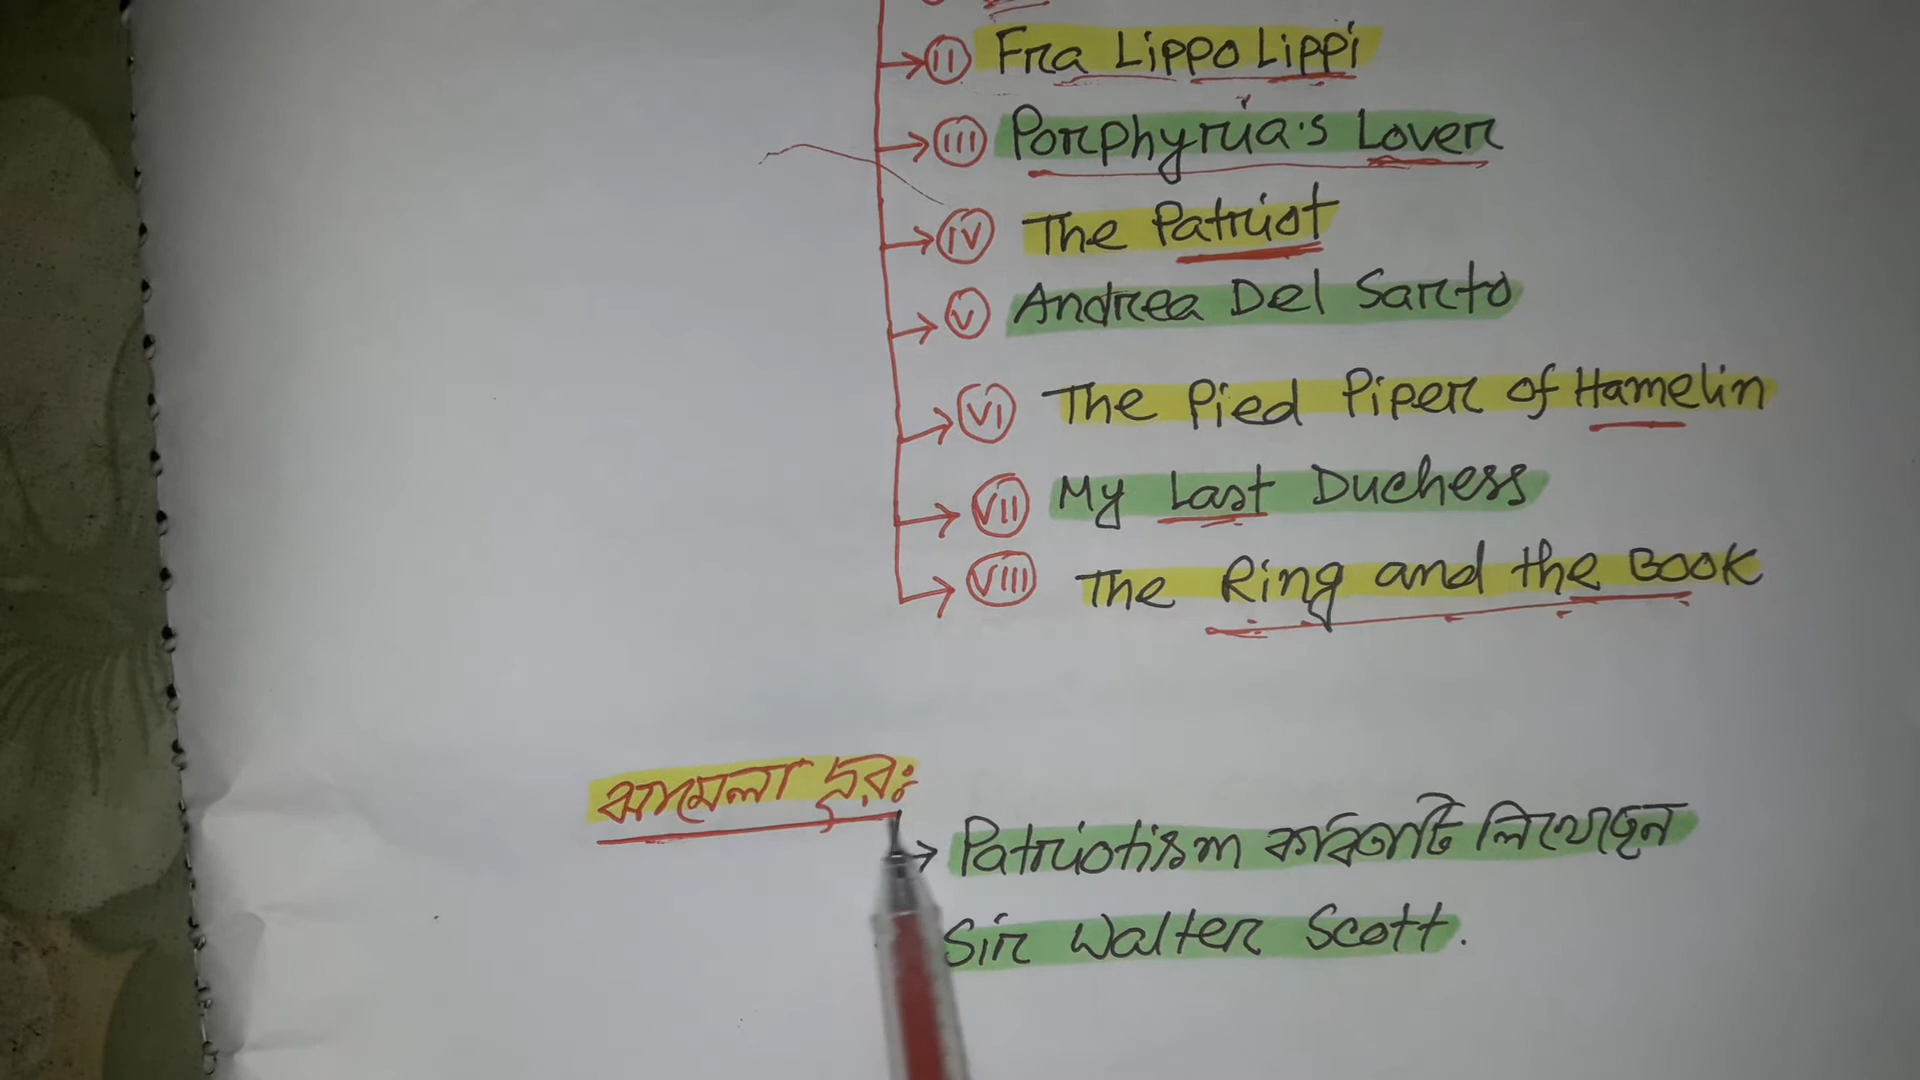 (ii) Fra Lippo Lippi
(iii) Porphyria's Lover
(iv) The Patriot
(v) Andrea Del Sarto
(vi) The Pied Piper of Hamelin
(vii) My Last Duchess
(viii) The Ring and the Book
ঝামেলা দূরঃ
→ Patriotism কবিতাটি লিখেছেন
Sir Walter Scott.